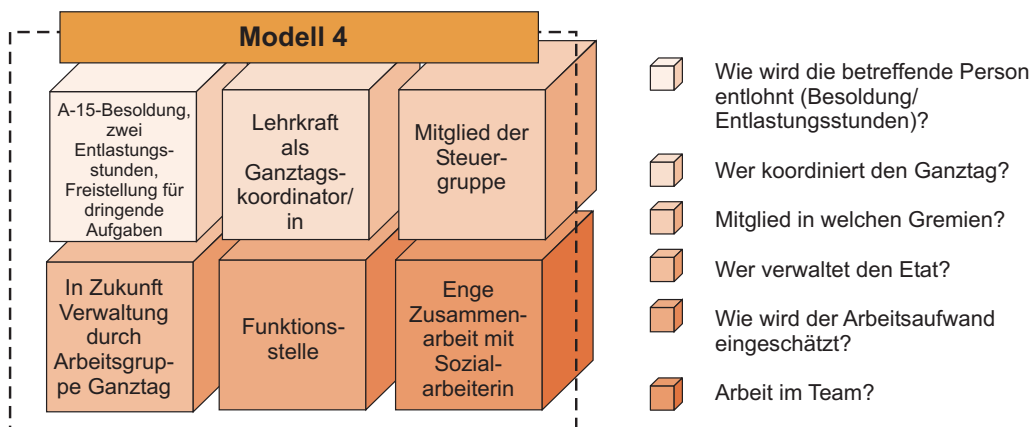 Modell 4
A-15-Besoldung,
zwei
Entlastungs-
stunden,
Freistellung für
dringende
Aufgaben
Lehrkraft
als
Ganztags-
koordinator/
in
Mitglied der
Steuer-
gruppe
In Zukunft
Verwaltung
durch
Arbeitsgrup-
pe Ganztag
Funktions-
stelle
Enge
Zusammen-
arbeit mit
Sozial-
arbeiterin
Wie wird die betreffende Person
entlohnt (Besoldung/
Entlastungsstunden)?
Wer koordiniert den Ganztag?
Mitglied in welchen Gremien?
Wer verwaltet den Etat?
Wie wird der Arbeitsaufwand
eingeschätzt?
Arbeit im Team?